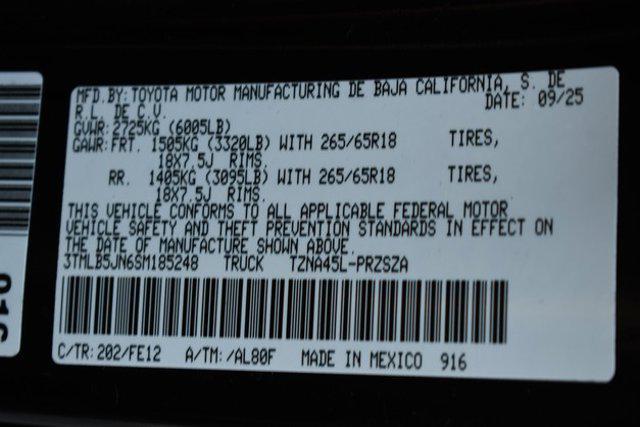 MFD.BY: TOYOTA MOTOR MANUFACTURING DE BAJA CALIFORNIA, S. DE
R.L. DE C.V. DATE: 09/25
GVWR: 2725KG (6005LB)
GAWR: FRT. 1505KG (3320LB) WITH 265/65R18 TIRES,
18X7.5J RIMS,
RR. 1405KG (3095LB) WITH 265/65R18 TIRES,
18X7.5J RIMS.
THIS VEHICLE CONFORMS TO ALL APPLICABLE FEDERAL MOTOR
VEHICLE SAFETY AND THEFT PREVENTION STANDARDS IN EFFECT ON
THE DATE OF MANUFACTURE SHOWN ABOVE.
3TMLB5JN6SM185248 TRUCK TZNA45L-PRZSZA
C/TR: 202/FE12 A/TM: /AL80F MADE IN MEXICO 916